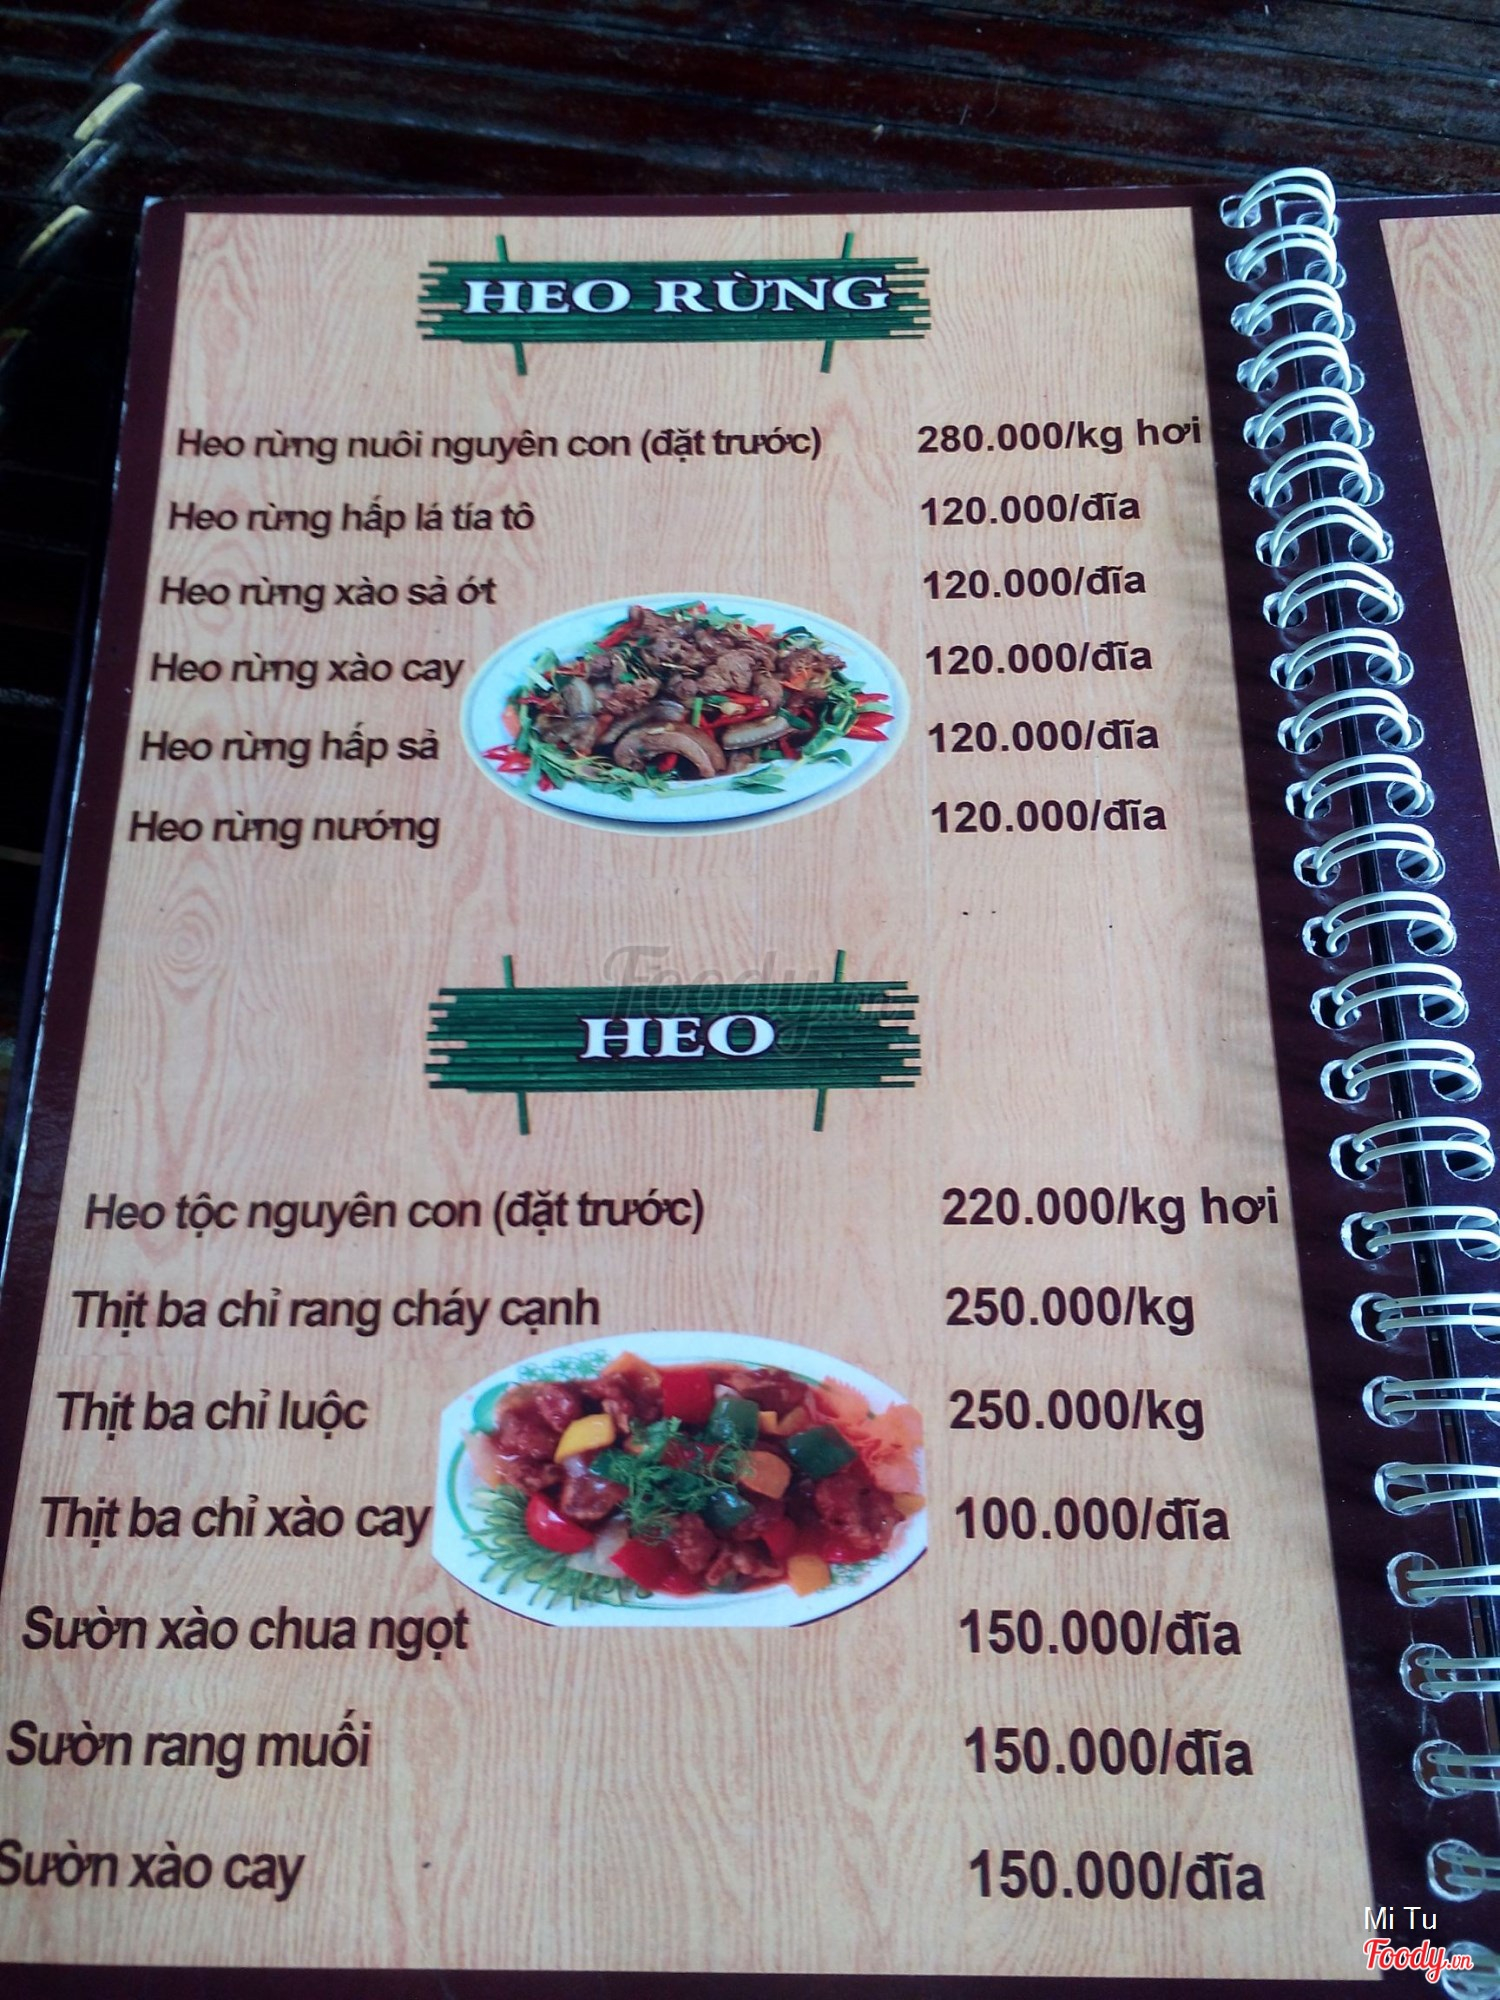 HEO RỪNG
Heo rừng nuôi nguyên con (đặt trước) 280.000/kg hơi
Heo rừng hấp lá tía tô 120.000/đĩa
Heo rừng xào sả ớt 120.000/đĩa
Heo rừng xào cay 120.000/đĩa
Heo rừng hấp sả 120.000/đĩa
Heo rừng nướng 120.000/đĩa
Foody.vn
HEO
Heo tộc nguyên con (đặt trước) 220.000/kg hơi
Thịt ba chỉ rang cháy cạnh 250.000/kg
Thịt ba chỉ luộc 250.000/kg
Thịt ba chỉ xào cay 100.000/đĩa
Sườn xào chua ngọt 150.000/đĩa
Sườn rang muối 150.000/đĩa
Sườn xào cay 150.000/đĩa
Mi Tu
Foody.vn